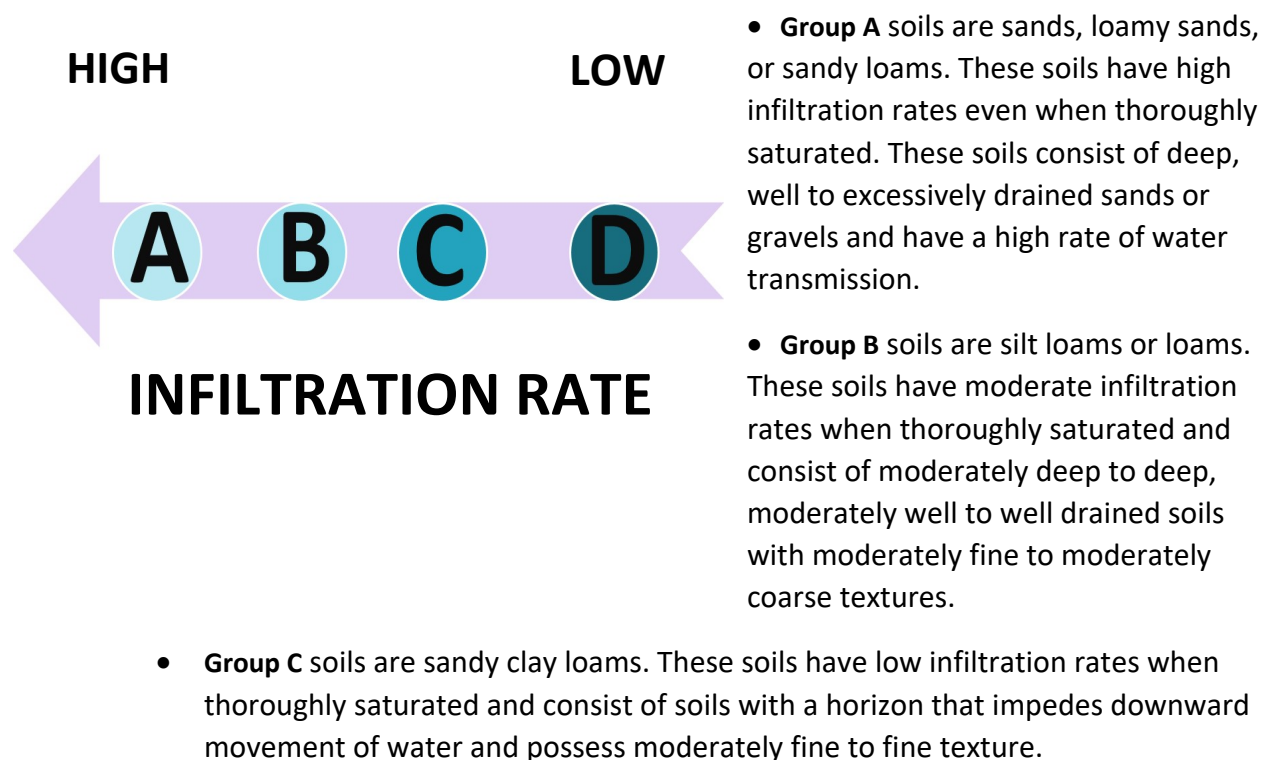 HIGH
LOW
A B C D
INFILTRATION RATE
• Group A soils are sands, loamy sands,
or sandy loams. These soils have high
infiltration rates even when thoroughly
saturated. These soils consist of deep,
well to excessively drained sands or
gravels and have a high rate of water
transmission.
• Group B soils are silt loams or loams.
These soils have moderate infiltration
rates when thoroughly saturated and
consist of moderately deep to deep,
moderately well to well drained soils
with moderately fine to moderately
coarse textures.
• Group C soils are sandy clay loams. These soils have low infiltration rates when
thoroughly saturated and consist of soils with a horizon that impedes downward
movement of water and possess moderately fine to fine texture.